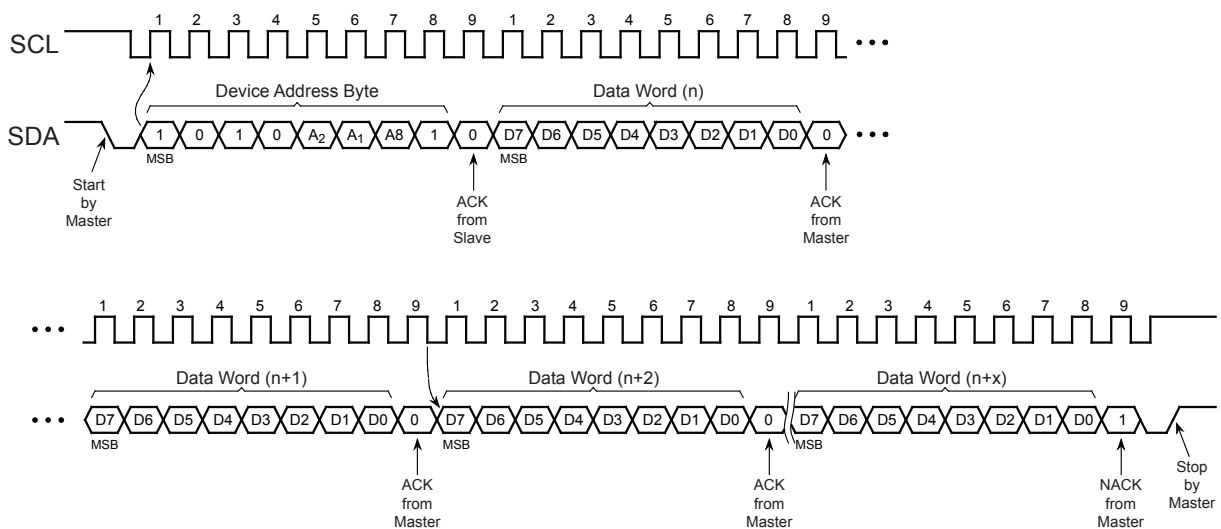 1 2 3 4 5 6 7 8 9 1 2 3 4 5 6 7 8 9
SCL
Device Address Byte Data Word (n)
SDA 1 0 1 0 A2 A1 A8 1 0 D7 D6 D5 D4 D3 D2 D1 D0 0
MSB MSB
Start
by
Master
ACK
from
Slave
ACK
from
Master
1 2 3 4 5 6 7 8 9 1 2 3 4 5 6 7 8 9 1 2 3 4 5 6 7 8 9
Data Word (n+1) Data Word (n+2) Data Word (n+x)
D7 D6 D5 D4 D3 D2 D1 D0 0 D7 D6 D5 D4 D3 D2 D1 D0 0 D7 D6 D5 D4 D3 D2 D1 D0 1
MSB MSB MSB
ACK
from
Master
ACK
from
Master
NACK
from
Master
Stop
by
Master